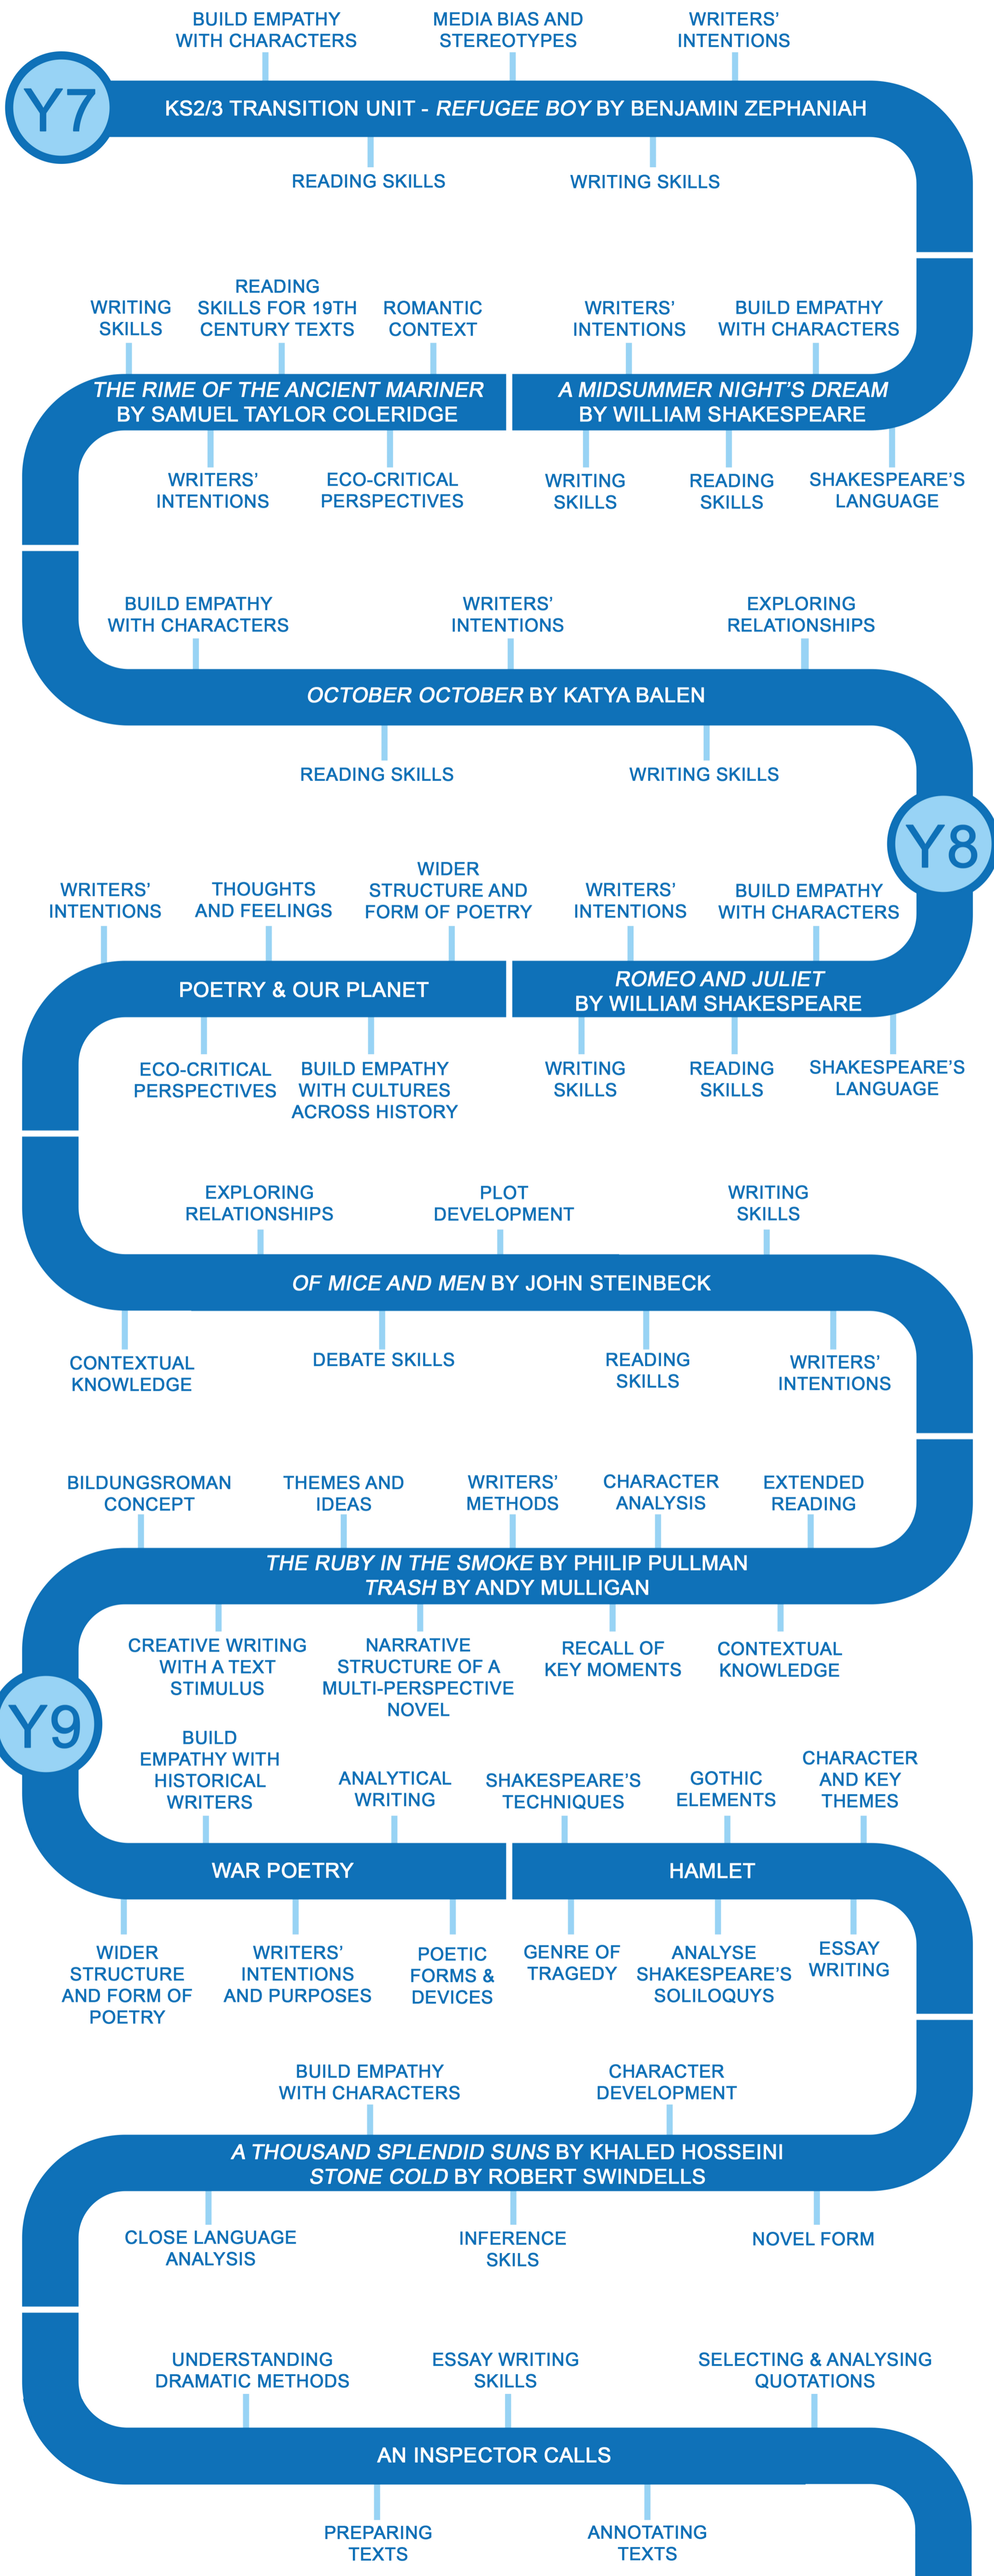 BUILD EMPATHY
WITH CHARACTERS
MEDIA BIAS AND
STEREOTYPES
WRITERS'
INTENTIONS
Y7
KS2/3 TRANSITION UNIT - REFUGEE BOY BY BENJAMIN ZEPHANIAH
READING SKILLS
WRITING SKILLS
WRITING
SKILLS
READING
SKILLS FOR 19TH
CENTURY TEXTS
ROMANTIC
CONTEXT
WRITERS'
INTENTIONS
BUILD EMPATHY
WITH CHARACTERS
THE RIME OF THE ANCIENT MARINER
BY SAMUEL TAYLOR COLERIDGE
A MIDSUMMER NIGHT'S DREAM
BY WILLIAM SHAKESPEARE
WRITERS'
INTENTIONS
ECO-CRITICAL
PERSPECTIVES
WRITING
SKILLS
READING
SKILLS
SHAKESPEARE'S
LANGUAGE
BUILD EMPATHY
WITH CHARACTERS
WRITERS'
INTENTIONS
EXPLORING
RELATIONSHIPS
OCTOBER OCTOBER BY KATYA BALEN
READING SKILLS
WRITING SKILLS
Y8
WRITERS'
INTENTIONS
THOUGHTS
AND FEELINGS
WIDER
STRUCTURE AND
FORM OF POETRY
WRITERS'
INTENTIONS
BUILD EMPATHY
WITH CHARACTERS
POETRY & OUR PLANET
ROMEO AND JULIET
BY WILLIAM SHAKESPEARE
ECO-CRITICAL
PERSPECTIVES
BUILD EMPATHY
WITH CULTURES
ACROSS HISTORY
WRITING
SKILLS
READING
SKILLS
SHAKESPEARE'S
LANGUAGE
EXPLORING
RELATIONSHIPS
PLOT
DEVELOPMENT
WRITING
SKILLS
OF MICE AND MEN BY JOHN STEINBECK
CONTEXTUAL
KNOWLEDGE
DEBATE SKILLS
READING
SKILLS
WRITERS'
INTENTIONS
BILDUNGSROMAN
CONCEPT
THEMES AND
IDEAS
WRITERS'
METHODS
CHARACTER
ANALYSIS
EXTENDED
READING
THE RUBY IN THE SMOKE BY PHILIP PULLMAN
TRASH BY ANDY MULLIGAN
CREATIVE WRITING
WITH A TEXT
STIMULUS
NARRATIVE
STRUCTURE OF A
MULTI-PERSPECTIVE
NOVEL
RECALL OF
KEY MOMENTS
CONTEXTUAL
KNOWLEDGE
Y9
BUILD
EMPATHY WITH
HISTORICAL
WRITERS
ANALYTICAL
WRITING
SHAKESPEARE'S
TECHNIQUES
GOTHIC
ELEMENTS
CHARACTER
AND KEY
THEMES
WAR POETRY
HAMLET
WIDER
STRUCTURE
AND FORM OF
POETRY
WRITERS'
INTENTIONS
AND PURPOSES
POETIC
FORMS &
DEVICES
GENRE OF
TRAGEDY
ANALYSE
SHAKESPEARE'S
SOLILOQUYS
ESSAY
WRITING
BUILD EMPATHY
WITH CHARACTERS
CHARACTER
DEVELOPMENT
A THOUSAND SPLENDID SUNS BY KHALED HOSSEINI
STONE COLD BY ROBERT SWINDELLS
CLOSE LANGUAGE
ANALYSIS
INFERENCE
SKILS
NOVEL FORM
UNDERSTANDING
DRAMATIC METHODS
ESSAY WRITING
SKILLS
SELECTING & ANALYSING
QUOTATIONS
AN INSPECTOR CALLS
PREPARING
TEXTS
ANNOTATING
TEXTS